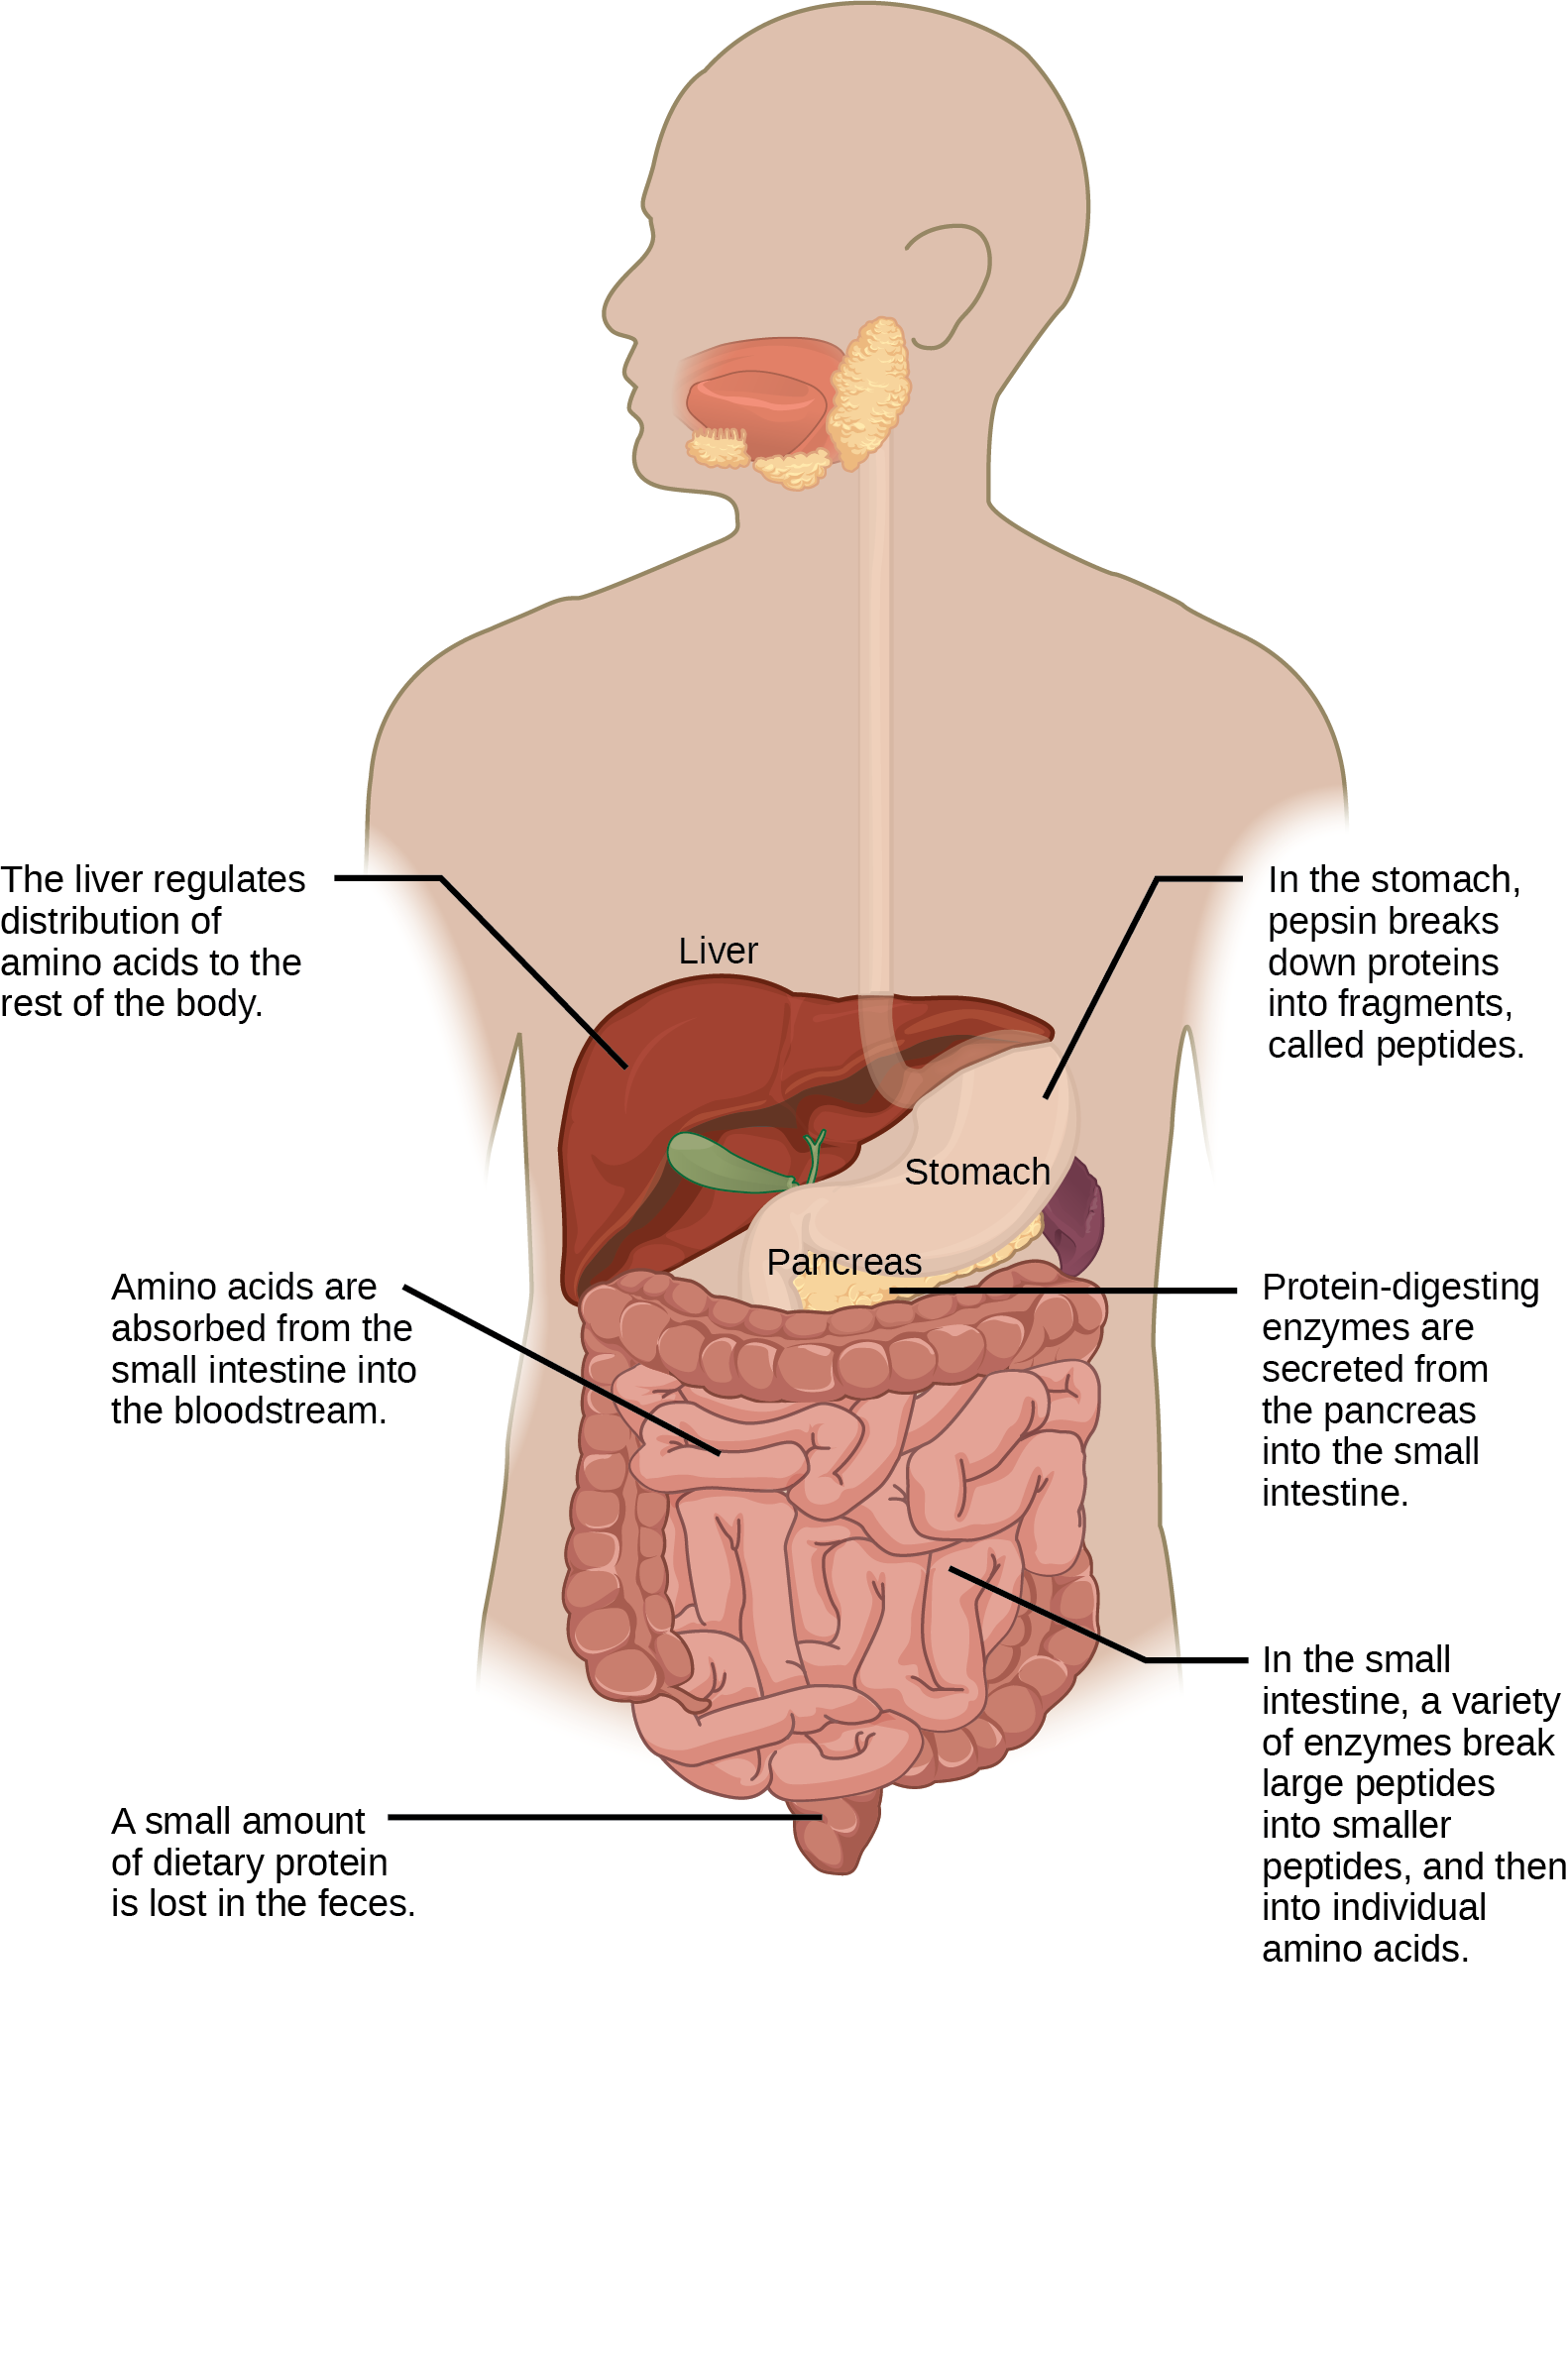 The liver regulates
distribution of
amino acids to the
rest of the body.
Liver
In the stomach,
pepsin breaks
down proteins
into fragments,
called peptides.
Stomach
Pancreas
Amino acids are
absorbed from the
small intestine into
the bloodstream.
Protein-digesting
enzymes are
secreted from
the pancreas
into the small
intestine.
In the small
intestine, a variety
of enzymes break
large peptides
into smaller
peptides, and then
into individual
amino acids.
A small amount
of dietary protein
is lost in the feces.